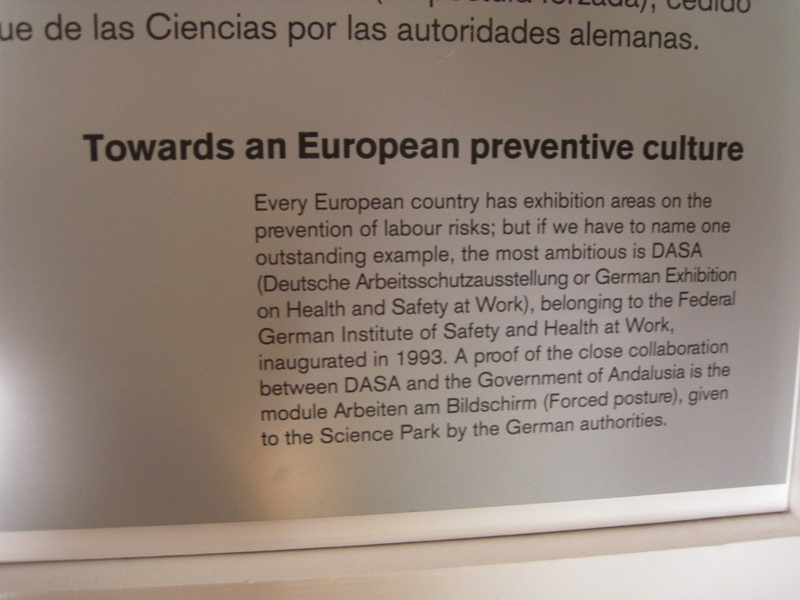 postura forzada), cedido
ue de las Ciencias por las autoridades alemanas.
Towards an European preventive culture
Every European country has exhibition areas on the
prevention of labour risks; but if we have to name one
outstanding example, the most ambitious is DASA
(Deutsche Arbeitsschutzausstellung or German Exhibition
on Health and Safety at Work), belonging to the Federal
German Institute of Safety and Health at Work,
inaugurated in 1993. A proof of the close collaboration
between DASA and the Government of Andalusia is the
module Arbeiten am Bildschirm (Forced posture), given
to the Science Park by the German authorities.